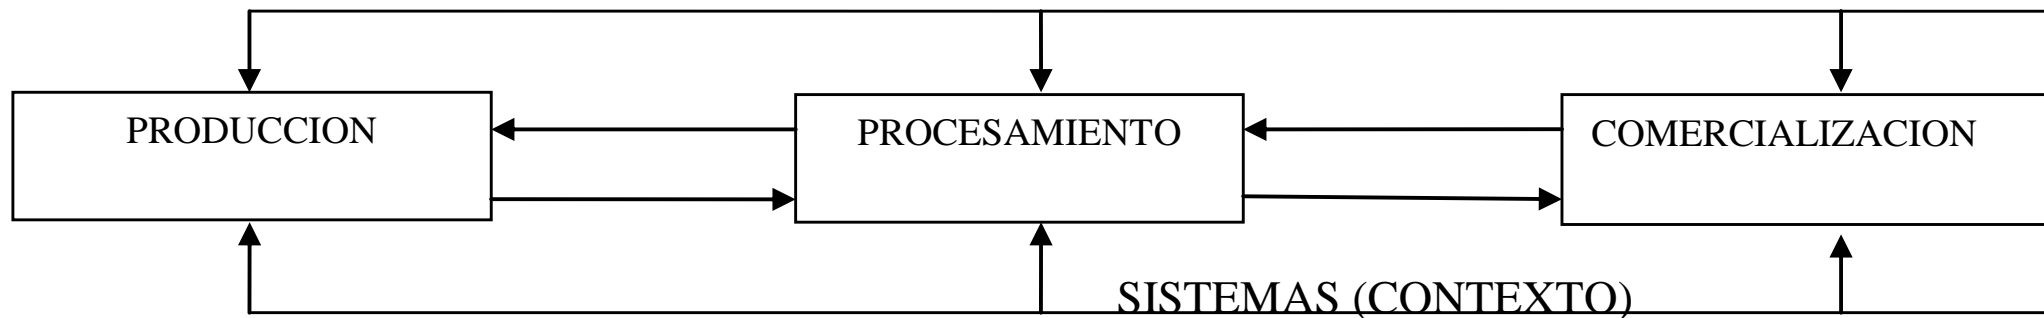 PRODUCCION
PROCESAMIENTO
COMERCIALIZACION
SISTEMAS (CONTEXTO)